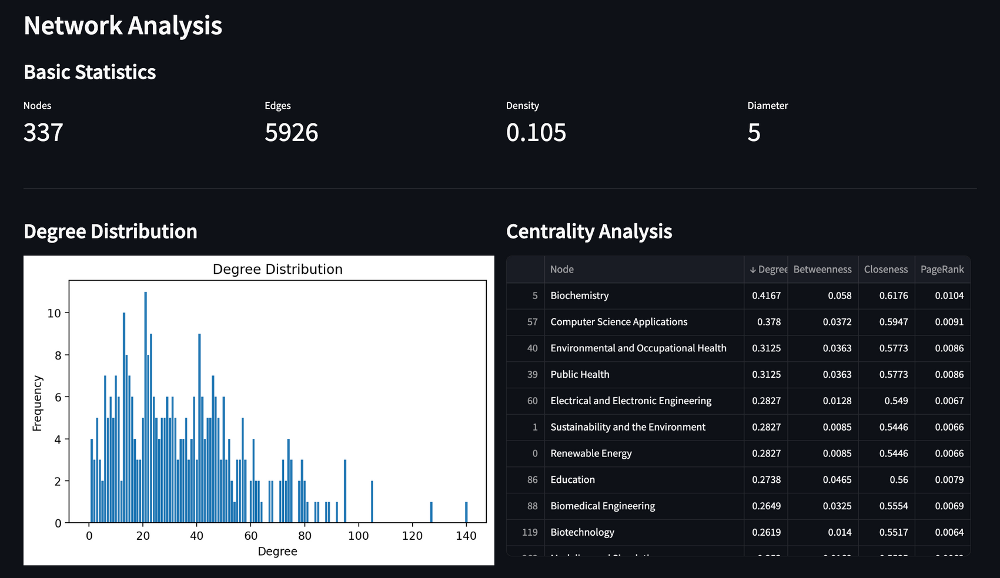 Network Analysis
Basic Statistics
Nodes Edges Density Diameter
337 5926 0.105 5
Degree Distribution
Degree Distribution
10
8
6
4
2
0
Frequency
0 20 40 60 80 100 120 140
Degree
Centrality Analysis
Node ↓ Degree Betweenness Closeness PageRank
5 Biochemistry 0.4167 0.058 0.6176 0.0104
57 Computer Science Applications 0.378 0.0372 0.5947 0.0091
40 Environmental and Occupational Health 0.3125 0.0363 0.5773 0.0086
39 Public Health 0.3125 0.0363 0.5773 0.0086
60 Electrical and Electronic Engineering 0.2827 0.0128 0.549 0.0067
1 Sustainability and the Environment 0.2827 0.0085 0.5446 0.0066
0 Renewable Energy 0.2827 0.0085 0.5446 0.0066
86 Education 0.2738 0.0465 0.56 0.0079
88 Biomedical Engineering 0.2649 0.0325 0.5554 0.0069
119 Biotechnology 0.2619 0.014 0.5517 0.0064